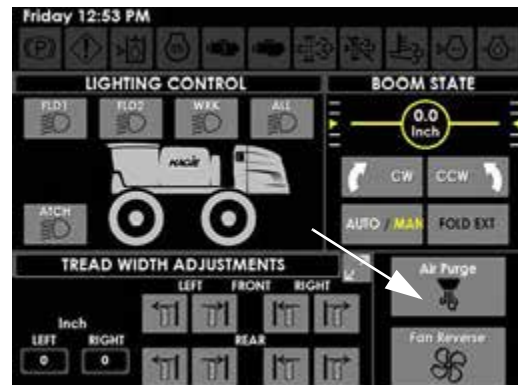 Friday 12:53 PM
LIGHTING CONTROL
FLD1 FLD2 WRK ALL
HAGIE
ATCH
BOOM STATE
0.0
Inch
CW CCW
AUTO / MAN FOLD EXT
TREAD WIDTH ADJUSTMENTS
LEFT FRONT RIGHT
Inch
LEFT RIGHT
REAR
0 0
Air Purge
Fan Reverse